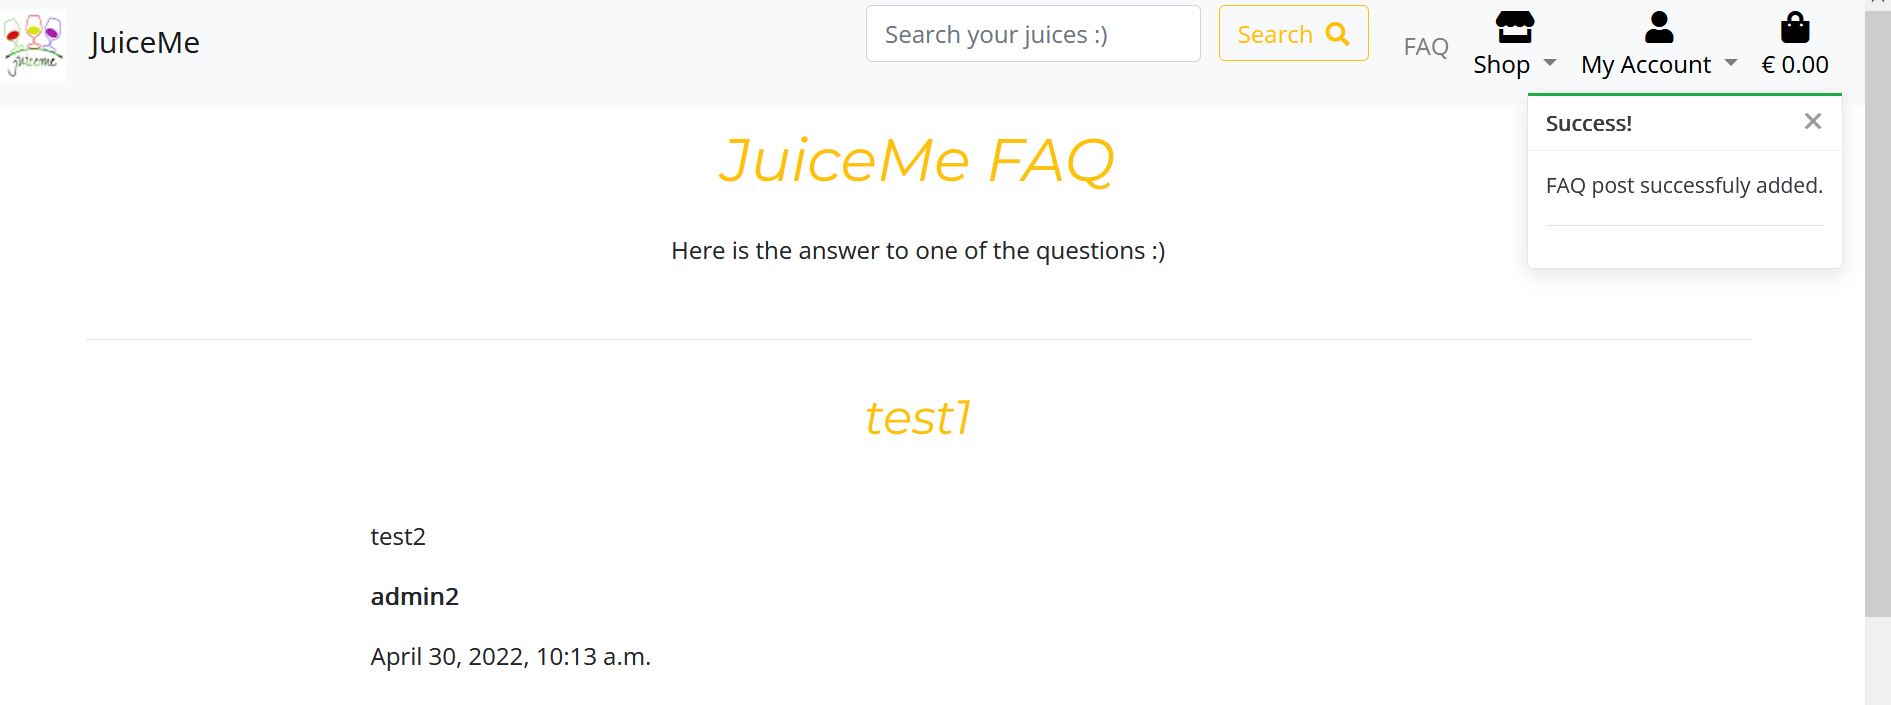 juiceme
JuiceMe
Search your juices :)
Search
FAQ
Shop
My Account
€ 0.00
Success!
FAQ post successfuly added.
JuiceMe FAQ
Here is the answer to one of the questions :)
test1
test2
admin2
April 30, 2022, 10:13 a.m.